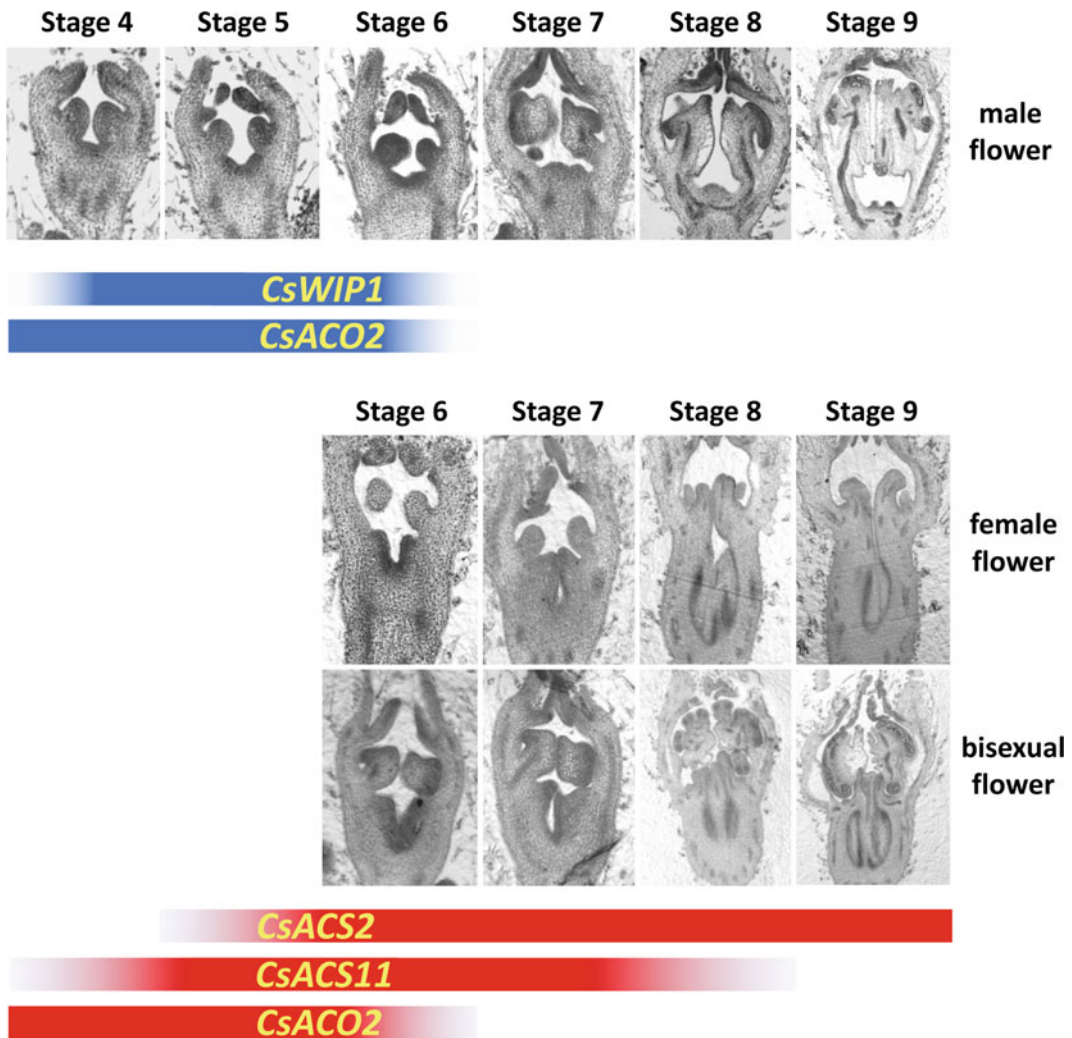 Stage 4 Stage 5 Stage 6 Stage 7 Stage 8 Stage 9
male
flower
CsWIP1
CsACO2
Stage 6 Stage 7 Stage 8 Stage 9
female
flower
bisexual
flower
CsACS2
CsACS11
CsACO2